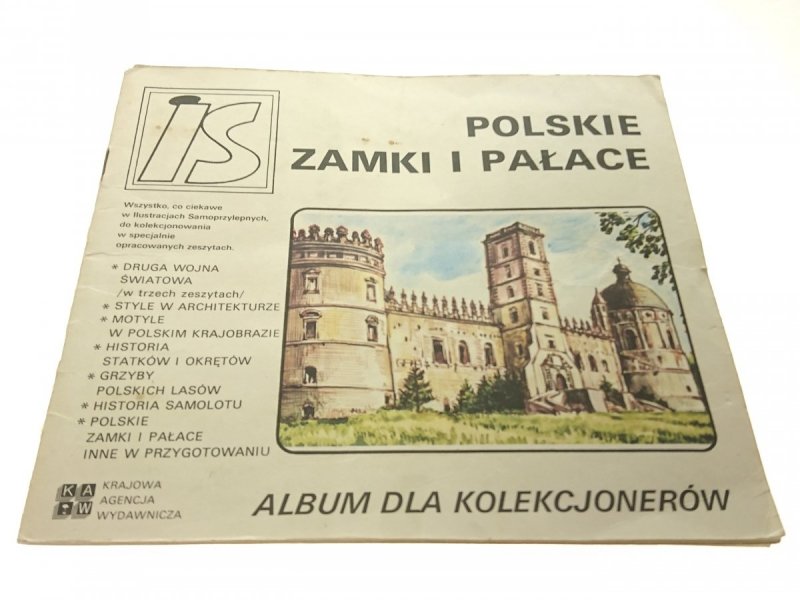 iS
POLSKIE
ZAMKI I PAŁACE
Wszystko, co ciekawe
w Ilustracjach Samoprzylepnych,
do kolekcjonowania
w specjalnie
opracowanych zeszytach.
* DRUGA WOJNA
ŚWIATOWA
/w trzech zeszytach/
* STYLE W ARCHITEKTURZE
* MOTYLE
W POLSKIM KRAJOBRAZIE
* HISTORIA
STATKÓW I OKRĘTÓW
* GRZYBY
POLSKICH LASÓW
* HISTORIA SAMOLOTU
* POLSKIE
ZAMKI I PAŁACE
INNE W PRZYGOTOWANIU
KAW
KRAJOWA
AGENCJA
WYDAWNICZA
ALBUM DLA KOLEKCJONERÓW